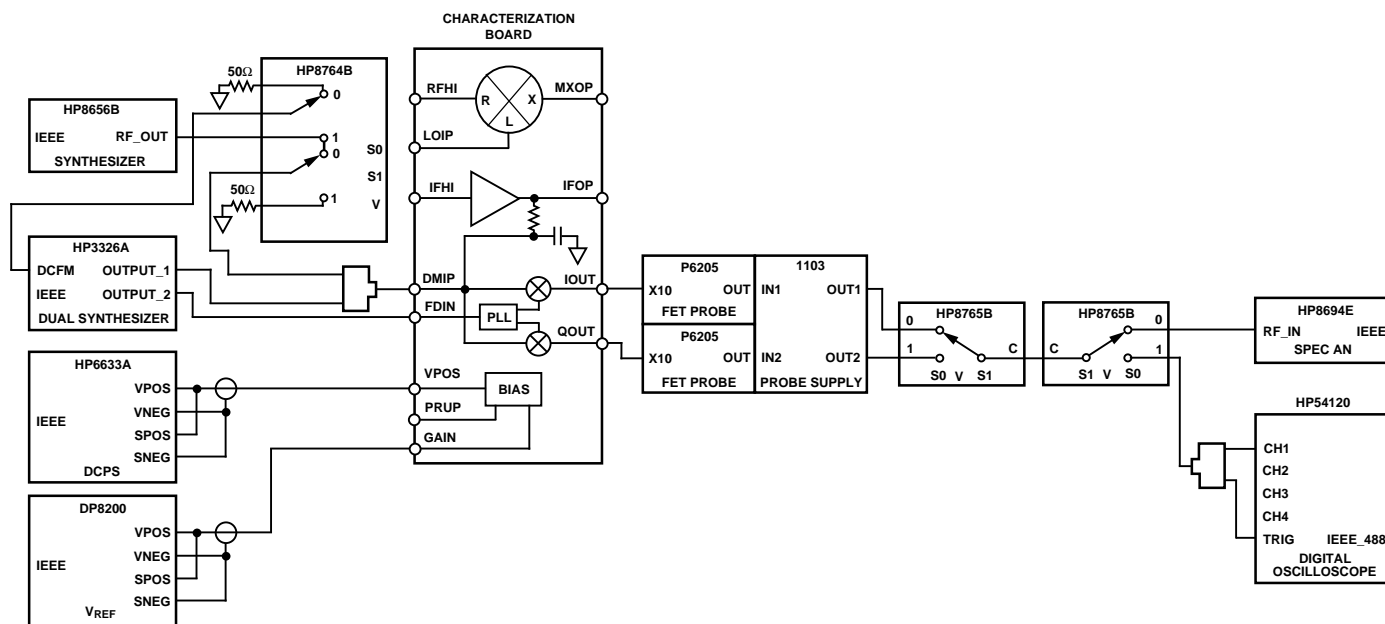 CHARACTERIZATION
BOARD
HP8656B
IEEE RF_OUT
SYNTHESIZER
50Ω
HP8764B
0
1
0
S0
S1
50Ω
1
V
HP3326A
DCFM OUTPUT_1
IEEE OUTPUT_2
DUAL SYNTHESIZER
HP6633A
VPOS
VNEG
IEEE
SPOS
SNEG
DCPS
DP8200
VPOS
VNEG
IEEE
SPOS
SNEG
VREF
RFHI
R
X
L
MXOP
LOIP
IFHI
IFOP
DMIP
IOUT
FDIN
PLL
QOUT
VPOS
BIAS
PRUP
GAIN
P6205
X10 OUT
FET PROBE
P6205
X10 OUT
FET PROBE
1103
IN1 OUT1
IN2 OUT2
PROBE SUPPLY
HP8765B
0
1
C
S0 V S1
HP8765B
C
0
1
S1 V S0
HP8694E
RF_IN IEEE
SPEC AN
HP54120
CH1
CH2
CH3
CH4
TRIG IEEE_488
DIGITAL
OSCILLOSCOPE